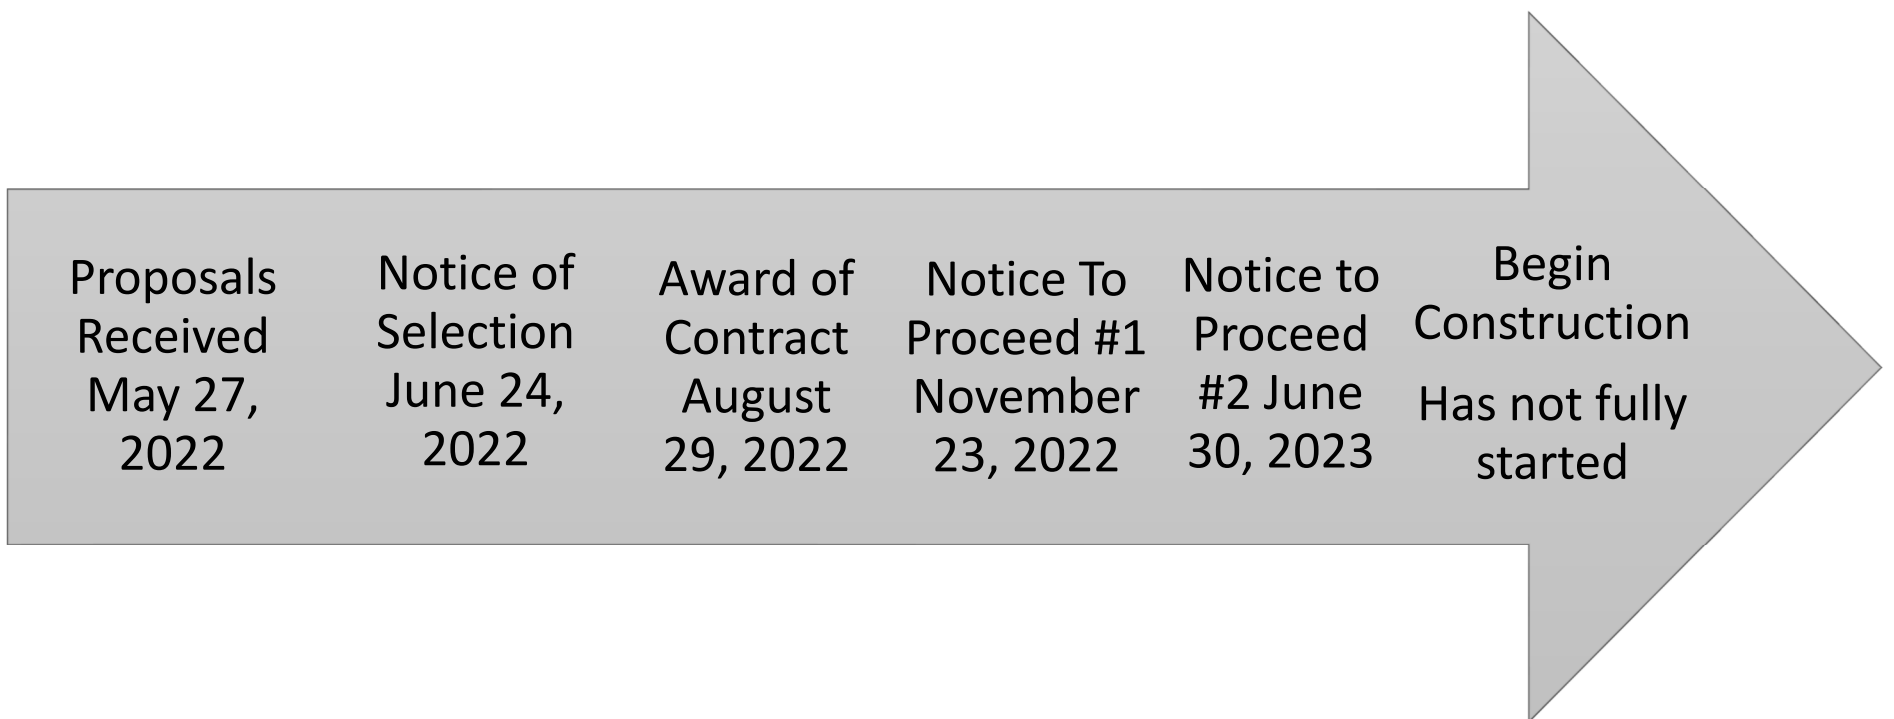 Proposals
Received
May 27,
2022
Notice of
Selection
June 24,
2022
Award of
Contract
August
29, 2022
Notice To
Proceed #1
November
23, 2022
Notice to
Proceed
#2 June
30, 2023
Begin
Construction
Has not fully
started